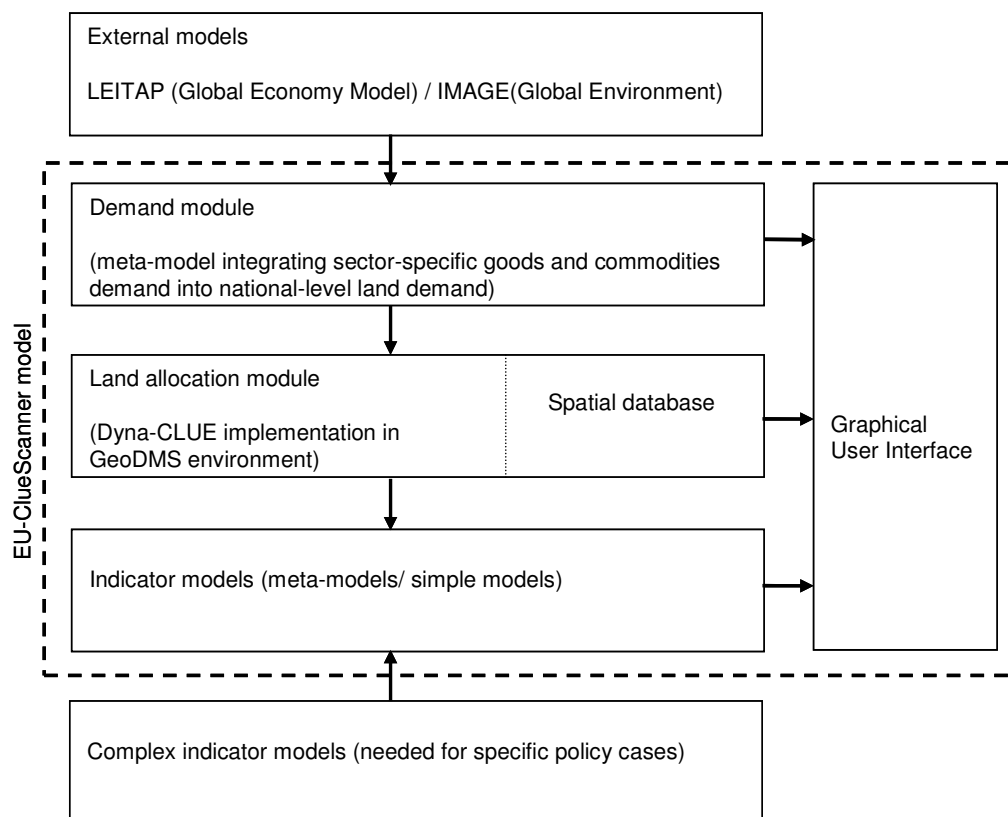 External models
LEITAP (Global Economy Model) / IMAGE(Global Environment)
Demand module
(meta-model integrating sector-specific goods and commodities
demand into national-level land demand)
Land allocation module
(Dyna-CLUE implementation in
GeoDMS environment)
Spatial database
Graphical
User Interface
EU-ClueScanner model
Indicator models (meta-models/ simple models)
Complex indicator models (needed for specific policy cases)